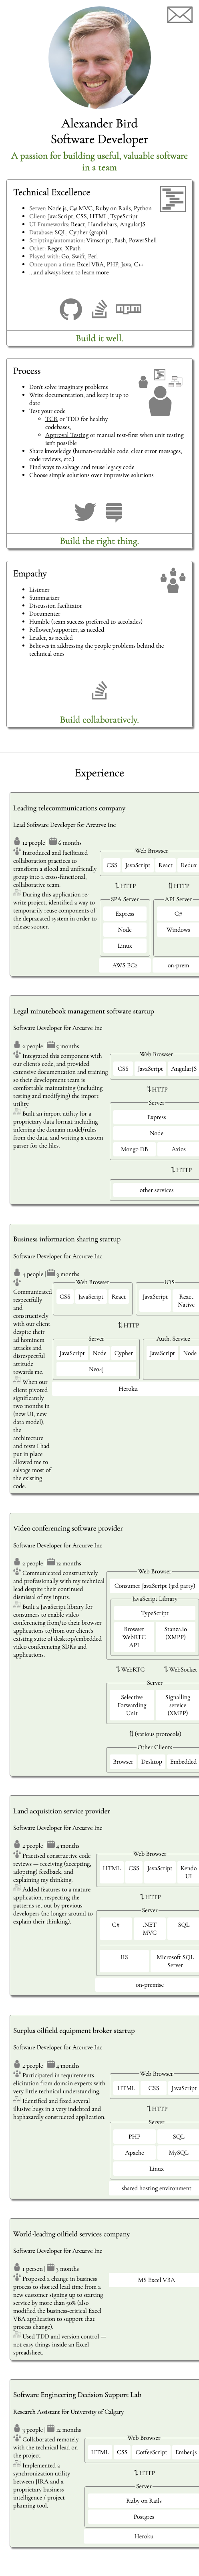 Alexander Bird
Software Developer
A passion for building useful, valuable software
in a team
Technical Excellence
Server: Node.js, C# MVC, Ruby on Rails, Python
Client: JavaScript, CSS, HTML, TypeScript
UI Frameworks: React, Handlebars, AngularJS
Database: SQL, Cypher (graph)
Scripting/automation: Vimscript, Bash, PowerShell
Other: Regex, XPath
Played with: Go, Swift, Perl
Once upon a time: Excel VBA, PHP, Java, C++
...and always keen to learn more
Build it well.
Process
Don't solve imaginary problems
Write documentation, and keep it up to
date
Test your code
TCR or TDD for healthy
codebases,
Approval Testing or manual test-first when unit testing
isn't possible
Share knowledge (human-readable code, clear error messages,
code reviews, etc.)
Find ways to salvage and reuse legacy code
Choose simple solutions over impressive solutions
Build the right thing.
Empathy
Listener
Summarizer
Discussion facilitator
Documenter
Humble (team success preferred to accolades)
Follower/supporter, as needed
Leader, as needed
Believes in addressing the people problems behind the
technical ones
Build collaboratively.
Experience
Leading telecommunications company
Lead Software Developer for Arcurve Inc
12 people | 6 months
Introduced and facilitated
collaboration practices to
transform a siloed and unfriendly
group into a cross-functional,
collaborative team.
During this application re-
write project, identified a way to
temporarily reuse components of
the deprecated system in order to
release sooner.
Web Browser
CSS JavaScript React Redux
⇅ HTTP ⇅ HTTP
SPA Server API Server
Express C#
Node Windows
Linux
AWS EC2 on-prem
Legal minutebook management software startup
Software Developer for Arcurve Inc
2 people | 5 months
Integrated this component with
our client's code, and provided
extensive documentation and training
so their development team is
comfortable maintaining (including
testing and modifying) the import
utility.
Built an import utility for a
proprietary data format including
inferring the domain model/rules
from the data, and writing a custom
parser for the files.
Web Browser
CSS JavaScript AngularJS
⇅ HTTP
Server
Express
Node
Mongo DB Axios
⇅ HTTP
other services
Business information sharing startup
Software Developer for Arcurve Inc
4 people | 3 months
Communicated
respectfully
and
constructively
with our client
despite their
ad hominem
attacks and
disrespectful
attitude
towards me.
When our
client pivoted
significantly
two months in
(new UI, new
data model),
the
architecture
and tests I had
put in place
allowed me to
salvage most of
the existing
code.
Web Browser iOS
CSS JavaScript React JavaScript React
Native
⇅ HTTP
Server Auth. Service
JavaScript Node Cypher JavaScript Node
Neo4j
Heroku
Video conferencing software provider
Software Developer for Arcurve Inc
2 people | 12 months
Communicated constructively
and professionally with my technical
lead despite their continued
dismissal of my inputs.
Built a JavaScript library for
consumers to enable video
conferencing from/to their browser
applications to/from our client's
existing suite of desktop/embedded
video conferencing SDKs and
applications.
Web Browser
Consumer JavaScript (3rd party)
JavaScript Library
TypeScript
Browser Stanza.io
WebRTC (XMPP)
API
⇅ WebRTC ⇅ WebSocket
Server
Selective Signalling
Forwarding service
Unit (XMPP)
⇅ (various protocols)
Other Clients
Browser Desktop Embedded
Land acquisition service provider
Software Developer for Arcurve Inc
2 people | 4 months
Practised constructive code
reviews — receiving (accepting,
adopting) feedback, and
explaining my thinking.
Added features to a mature
application, respecting the
patterns set out by previous
developers (no longer around to
explain their thinking).
Web Browser
HTML CSS JavaScript Kendo
UI
⇅ HTTP
Server
C# .NET SQL
MVC
IIS Microsoft SQL
Server
on-premise
Surplus oilfield equipment broker startup
Software Developer for Arcurve Inc
2 people | 4 months
Participated in requirements
elicitation from domain experts with
very little technical understanding.
Identified and fixed several
illusive bugs in a very indebted and
haphazardly constructed application.
Web Browser
HTML CSS JavaScript
⇅ HTTP
Server
PHP SQL
Apache MySQL
Linux
shared hosting environment
World-leading oilfield services company
Software Developer for Arcurve Inc
1 person | 5 months
Proposed a change in business
process to shorted lead time from a
new customer signing up to starting
service by more than 50% (also
modified the business-critical Excel
VBA application to support that
process change).
Used TDD and version control —
not easy things inside an Excel
spreadsheet.
MS Excel VBA
Software Engineering Decision Support Lab
Research Assistant for University of Calgary
3 people | 12 months
Collaborated remotely
with the technical lead on
the project.
Implemented a
synchronization utility
between JIRA and a
proprietary business
intelligence / project
planning tool.
Web Browser
HTML CSS CoffeeScript Ember.js
⇅ HTTP
Server
Ruby on Rails
Postgres
Heroku